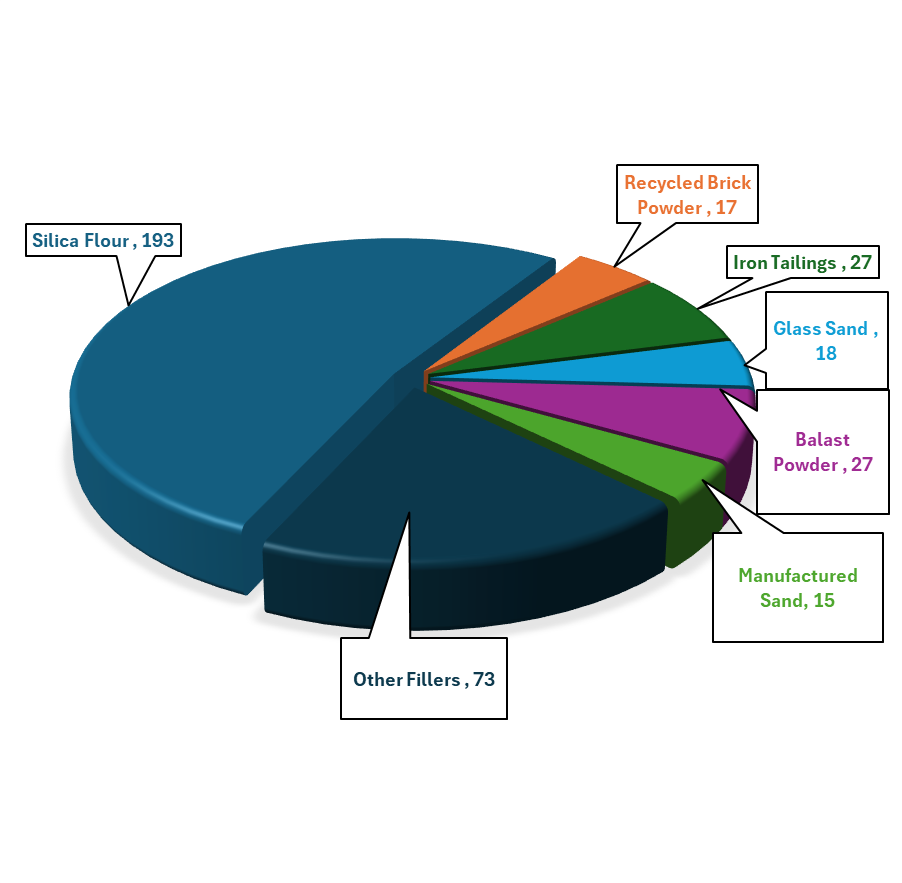 Recycled Brick
Powder , 17
Silica Flour , 193
Iron Tailings , 27
Glass Sand ,
18
Balast
Powder , 27
Manufactured
Sand, 15
Other Fillers , 73